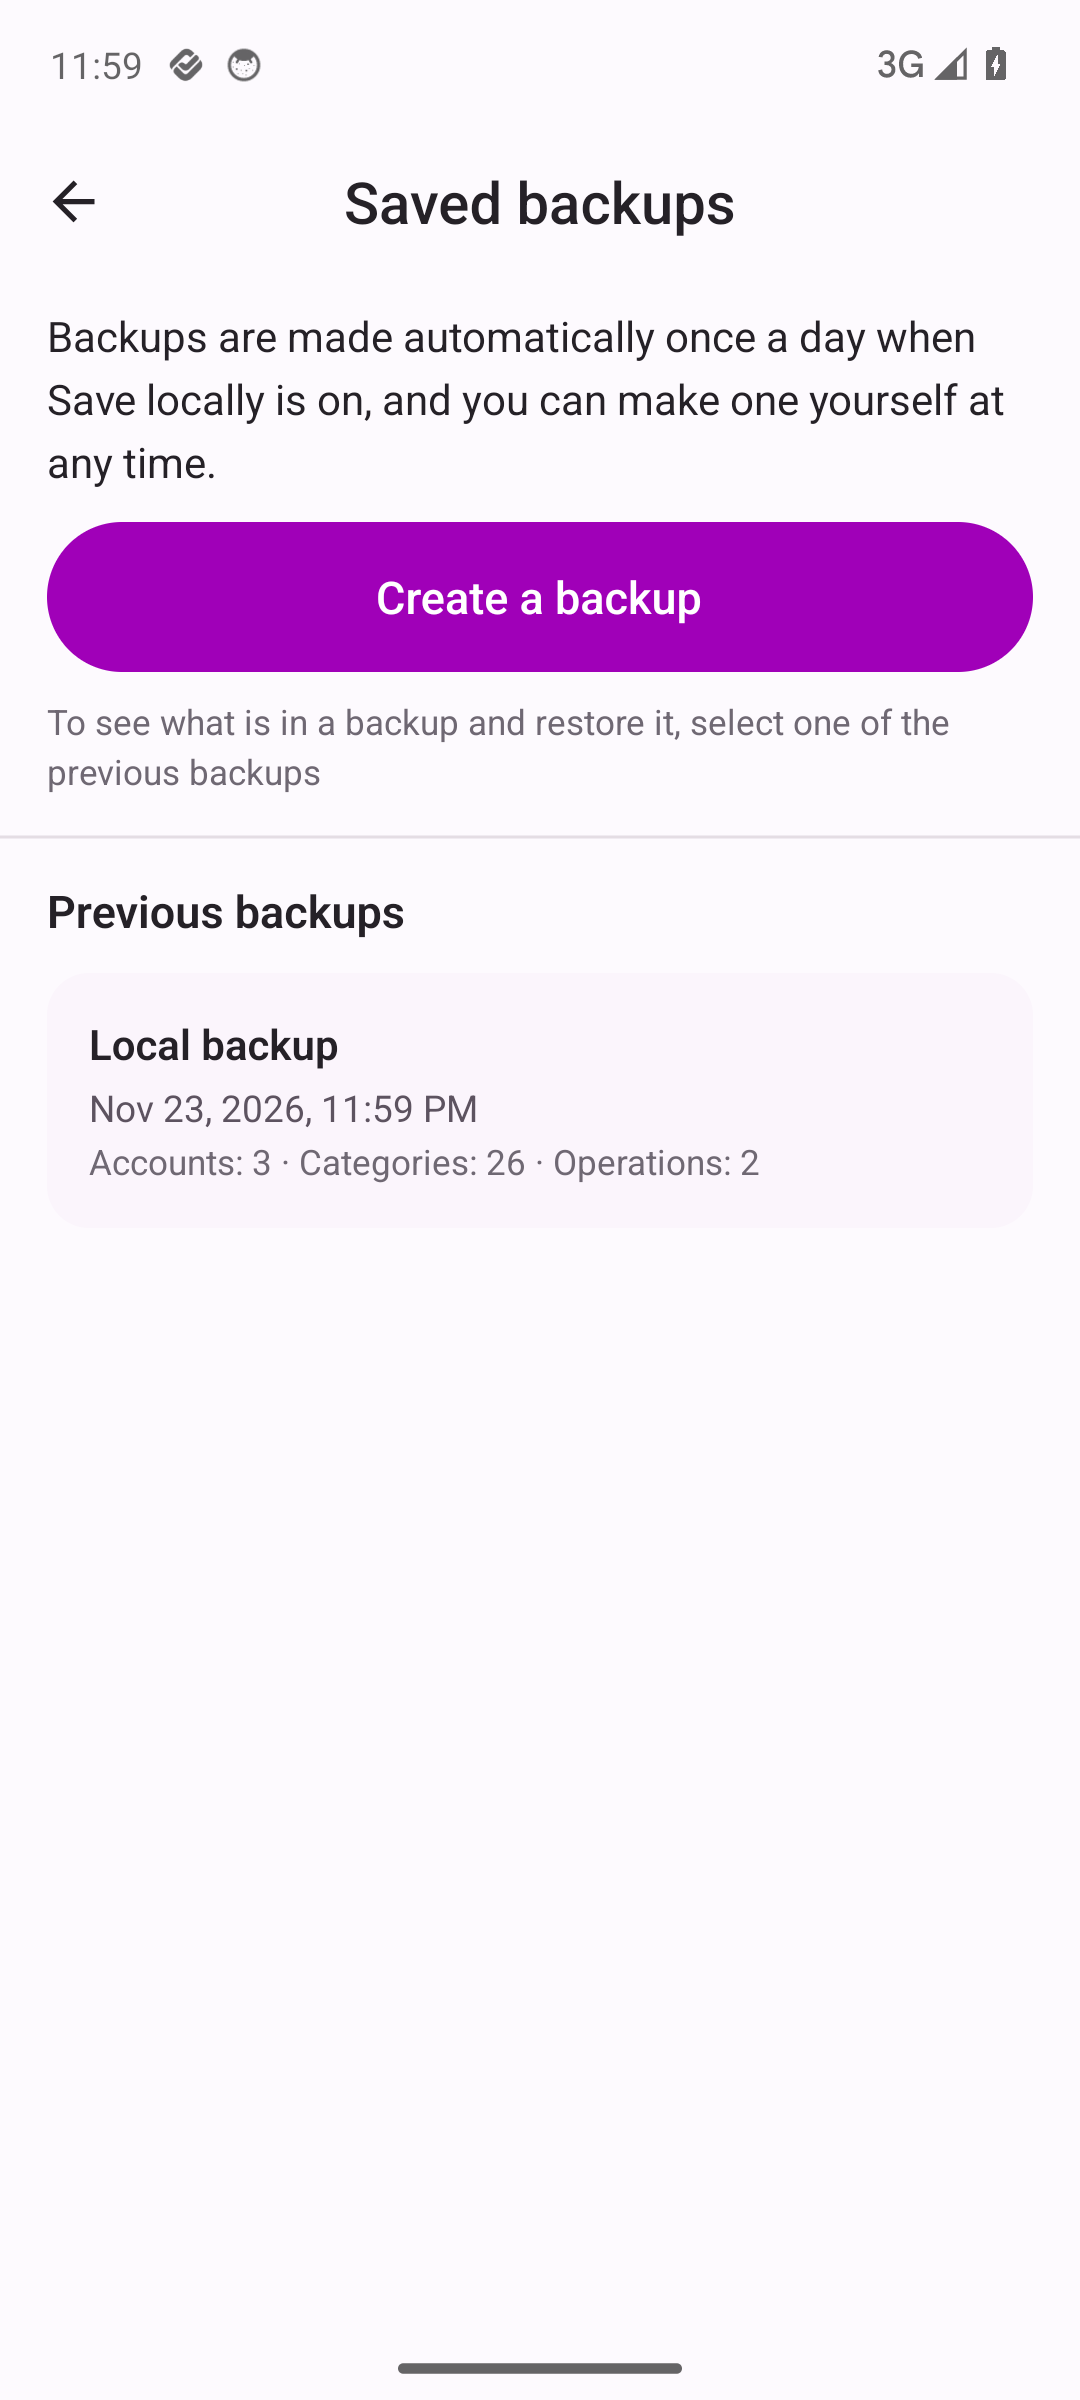 11:59
3G
Saved backups
Backups are made automatically once a day when
Save locally is on, and you can make one yourself at
any time.
Create a backup
To see what is in a backup and restore it, select one of the
previous backups
Previous backups
Local backup
Nov 23, 2026, 11:59 PM
Accounts: 3 · Categories: 26 · Operations: 2